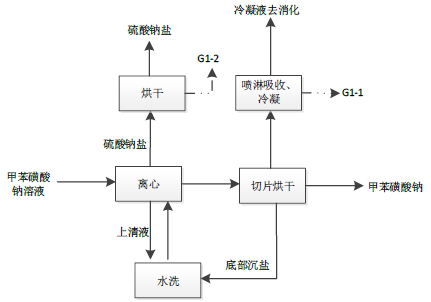 冷凝液去消化
硫酸钠盐
G1-2
烘干
喷淋吸收、
冷凝
G1-1
硫酸钠盐
甲苯磺酸
钠溶液
离心
切片烘干
甲苯磺酸钠
上清液
底部沉盐
水洗